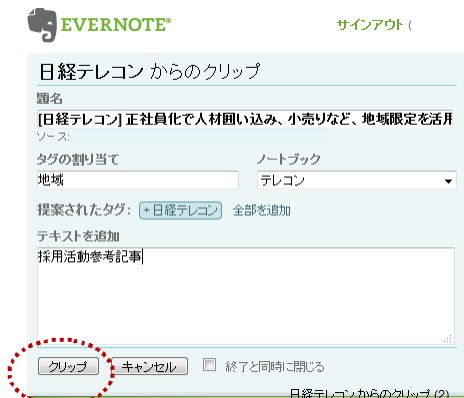 EVERNOTE®
サインアウト (
日経テレコン からのクリップ
題名
[日経テレコン] 正社員化で人材囲い込み、小売りなど、地域限定を活用
ソース:
タグの割り当て ノートブック
地域 テレコン
提案されたタグ: +日経テレコン 全部を追加
テキストを追加
採用活動参考記事
クリップ キャンセル 終了と同時に閉じる
日経テレコン からのクリップ (2)